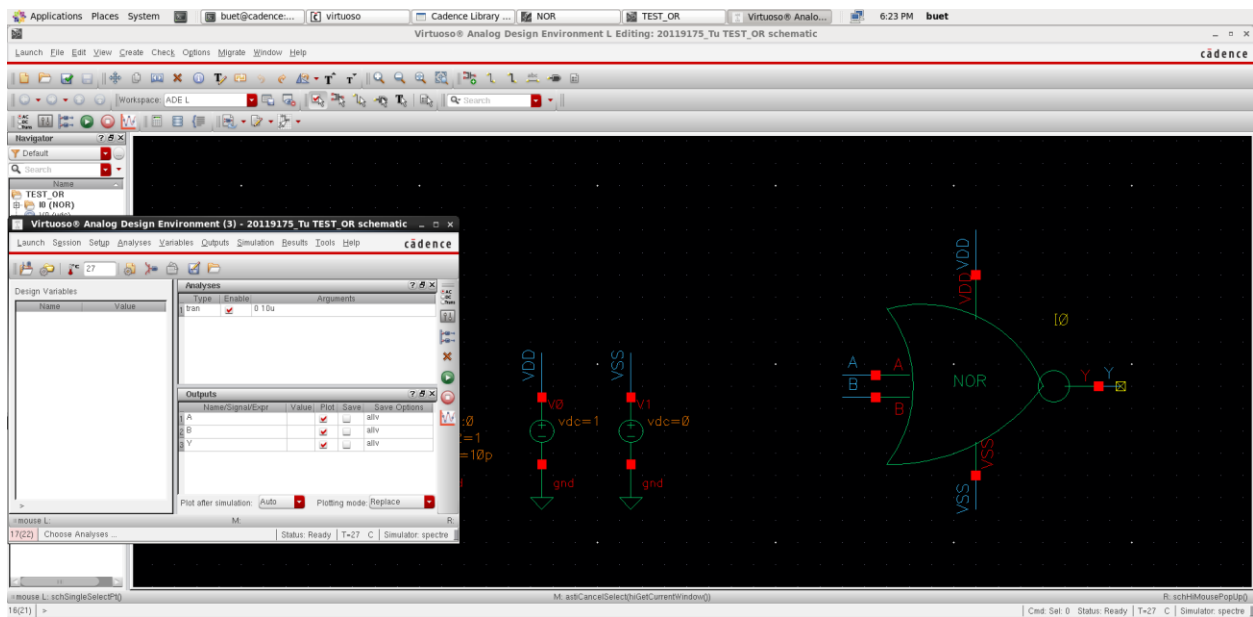 Applications Places System buet@cadence:... virtuoso Cadence Library ... NOR TEST_OR Virtuoso® Analo... 6:23 PM buet
Virtuoso® Analog Design Environment L Editing: 20119175_Tu TEST_OR schematic
Launch File Edit View Create Check Options Migrate Window Help cādence
Workspace: ADE L Search
Navigator
Default
Search
Name
TEST_OR
I0 (NOR)
Virtuoso® Analog Design Environment (3) - 20119175_Tu TEST_OR schematic
Launch Session Setup Analyses Variables Outputs Simulation Results Tools Help cādence
27
Design Variables
Name Value
Analyses
Type Enable Arguments
1 tran 0 10u
Outputs
Name/Signal/Expr Value Plot Save Save Options
1 A allv
2 B allv
3 Y allv
Plot after simulation: Auto Plotting mode: Replace
>
mouse L: M: R:
17(22) Choose Analyses ... Status: Ready T=27 C Simulator: spectre
:0
=1
=10p
VDD
V0
vdc=1
gnd
VSS
V1
vdc=0
gnd
VDD
VDD
I0
A A
B
B
NOR
Y Y
VSS
VSS
mouse L: schSingleSelectPt() M: astiCancelSelect(hiGetCurrentWindow()) R: schHiMousePopUp()
16(21) > Cmd: Sel: 0 Status: Ready T=27 C Simulator: spectre